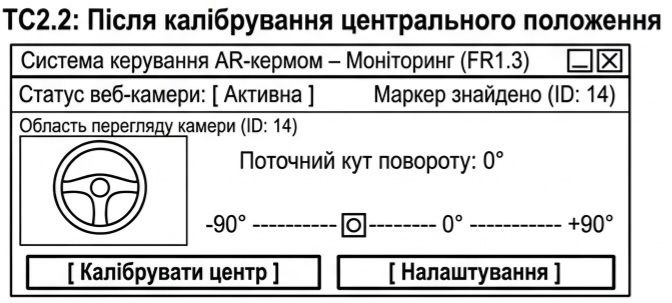 TC2.2: Після калібрування центрального положення
Система керування AR-кермом – Моніторинг (FR1.3)
Статус веб-камери: [ Активна ] Маркер знайдено (ID: 14)
Область перегляду камери (ID: 14)
Поточний кут повороту: 0°
-90° ---------- -------- 0° ----------- +90°
[ Калібрувати центр ] [ Налаштування ]